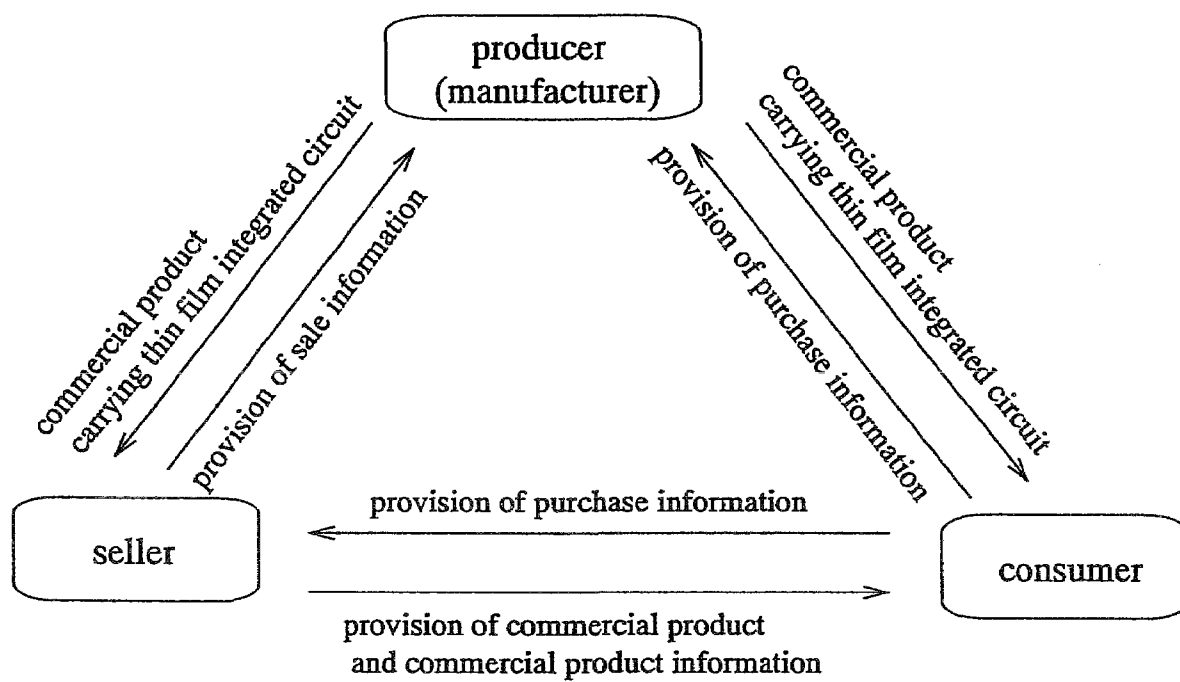 producer
(manufacturer)
commercial product
carrying thin film integrated circuit
provision of sale information
commercial product
carrying thin film integrated circuit
provision of purchase information
provision of purchase information
seller
consumer
provision of commercial product
and commercial product information